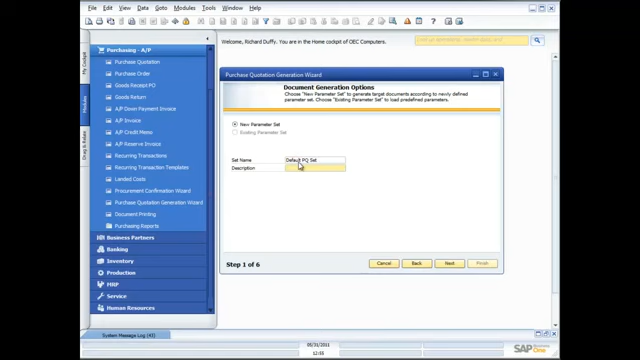 File Edit View Data Goto Modules Tools Window Help
Welcome, Richard Duffy. You are in the Home cockpit of OEC Computers.
My Cockpit
Modules
Drag & Relate
Purchasing - A/P
Purchase Quotation
Purchase Order
Goods Receipt PO
Goods Return
A/P Down Payment Invoice
A/P Invoice
A/P Credit Memo
A/P Reserve Invoice
Recurring Transactions
Recurring Transaction Templates
Landed Costs
Procurement Confirmation Wizard
Purchase Quotation Generation Wizard
Document Printing
Purchasing Reports
Business Partners
Banking
Inventory
Production
MRP
Service
Human Resources
Purchase Quotation Generation Wizard
Document Generation Options
Choose "New Parameter Set" to generate target documents according to newly defined
parameter set. Choose "Existing Parameter Set" to load predefined parameters.
New Parameter Set
Existing Parameter Set
Set Name Default PQ Set
Description
Step 1 of 6
Cancel Back Next Finish
System Message Log (43)
05/31/2011
12:55
SAP Business One